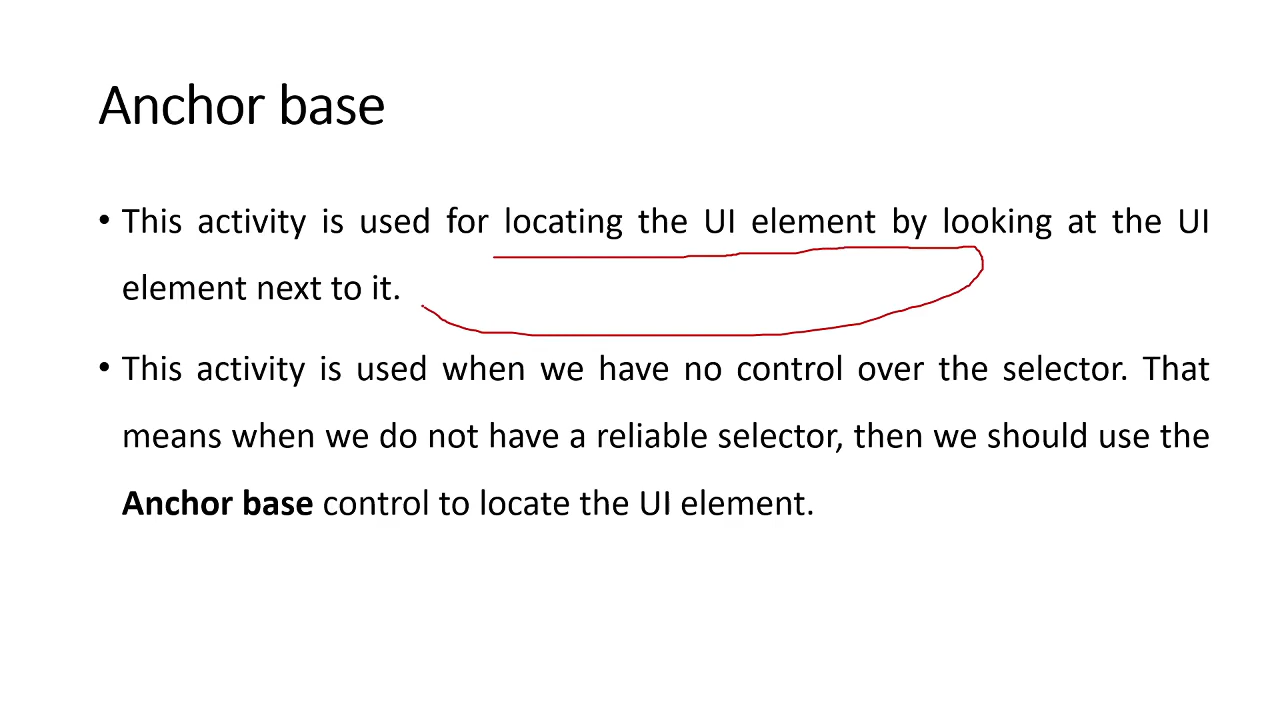 Anchor base
• This activity is used for locating the UI element by looking at the UI
element next to it.
• This activity is used when we have no control over the selector. That
means when we do not have a reliable selector, then we should use the
Anchor base control to locate the UI element.